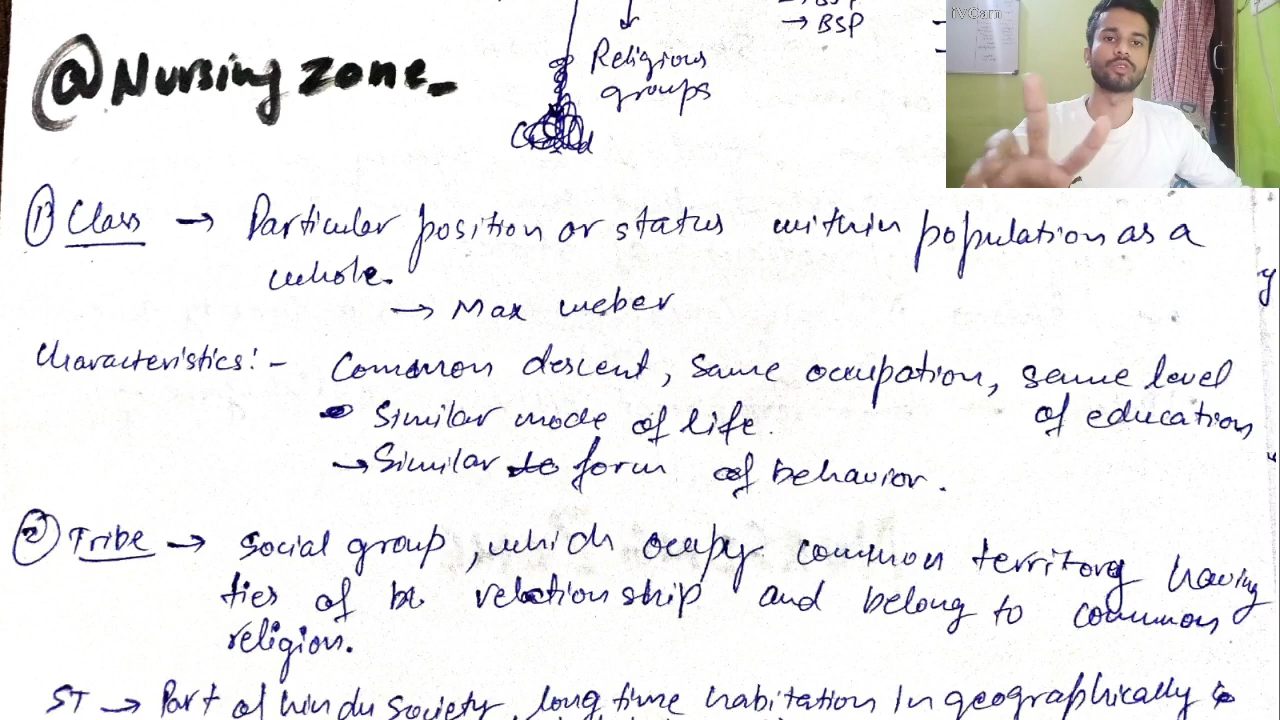 iVCam
→ BSP
→ BSP
Religious
groups
@Nursing zone
① Class → Particular position or status within population as a
whole.
→ Max weber
Characteristics:- Common descent, same occupation, same level
of education
Similar mode of life.
→ Similar form of behavior.
② Tribe → Social group, which occupy common territory having
ties of relationship and belong to common
religion.
ST → Part of hindu society, long time habitation In geographically